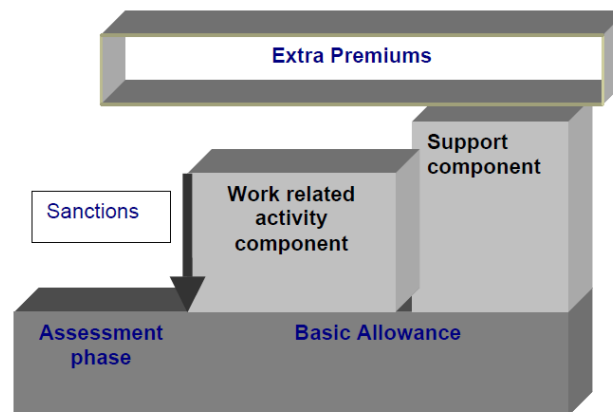 Extra Premiums
Support
component
Work related
activity
component
Sanctions
Assessment
phase
Basic Allowance